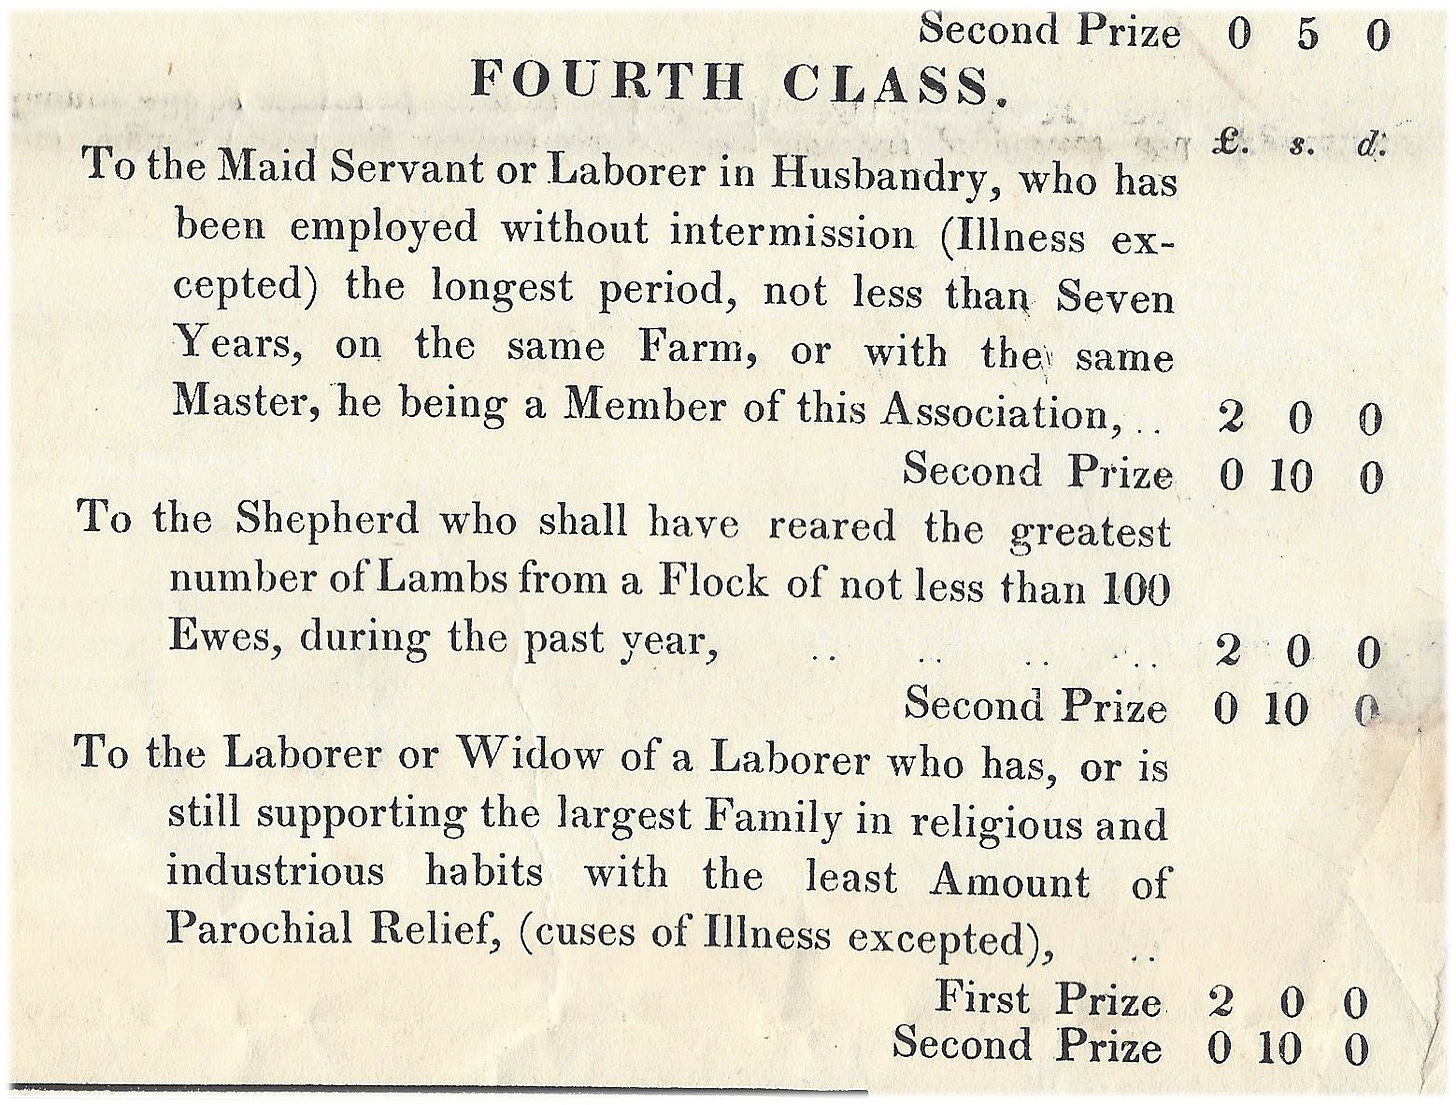 Second Prize 0 5 0
FOURTH CLASS.
£. s. d.
To the Maid Servant or Laborer in Husbandry, who has
been employed without intermission (Illness ex-
cepted) the longest period, not less than Seven
Years, on the same Farm, or with the same
Master, he being a Member of this Association, .. 2 0 0
Second Prize 0 10 0
To the Shepherd who shall have reared the greatest
number of Lambs from a Flock of not less than 100
Ewes, during the past year, .. .. .. .. 2 0 0
Second Prize 0 10 0
To the Laborer or Widow of a Laborer who has, or is
still supporting the largest Family in religious and
industrious habits with the least Amount of
Parochial Relief, (cuses of Illness excepted), ..
First Prize 2 0 0
Second Prize 0 10 0